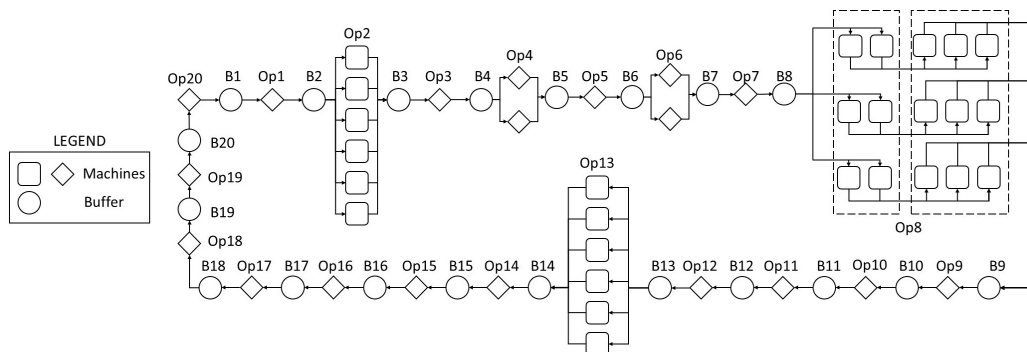 Op2
Op4
Op6
Op20 B1 Op1 B2 B3 Op3 B4 B5 Op5 B6 B7 Op7 B8
LEGEND
Machines
Buffer
B20
Op19
B19
Op18
Op13
Op8
B18 Op17 B17 Op16 B16 Op15 B15 Op14 B14 B13 Op12 B12 Op11 B11 Op10 B10 Op9 B9